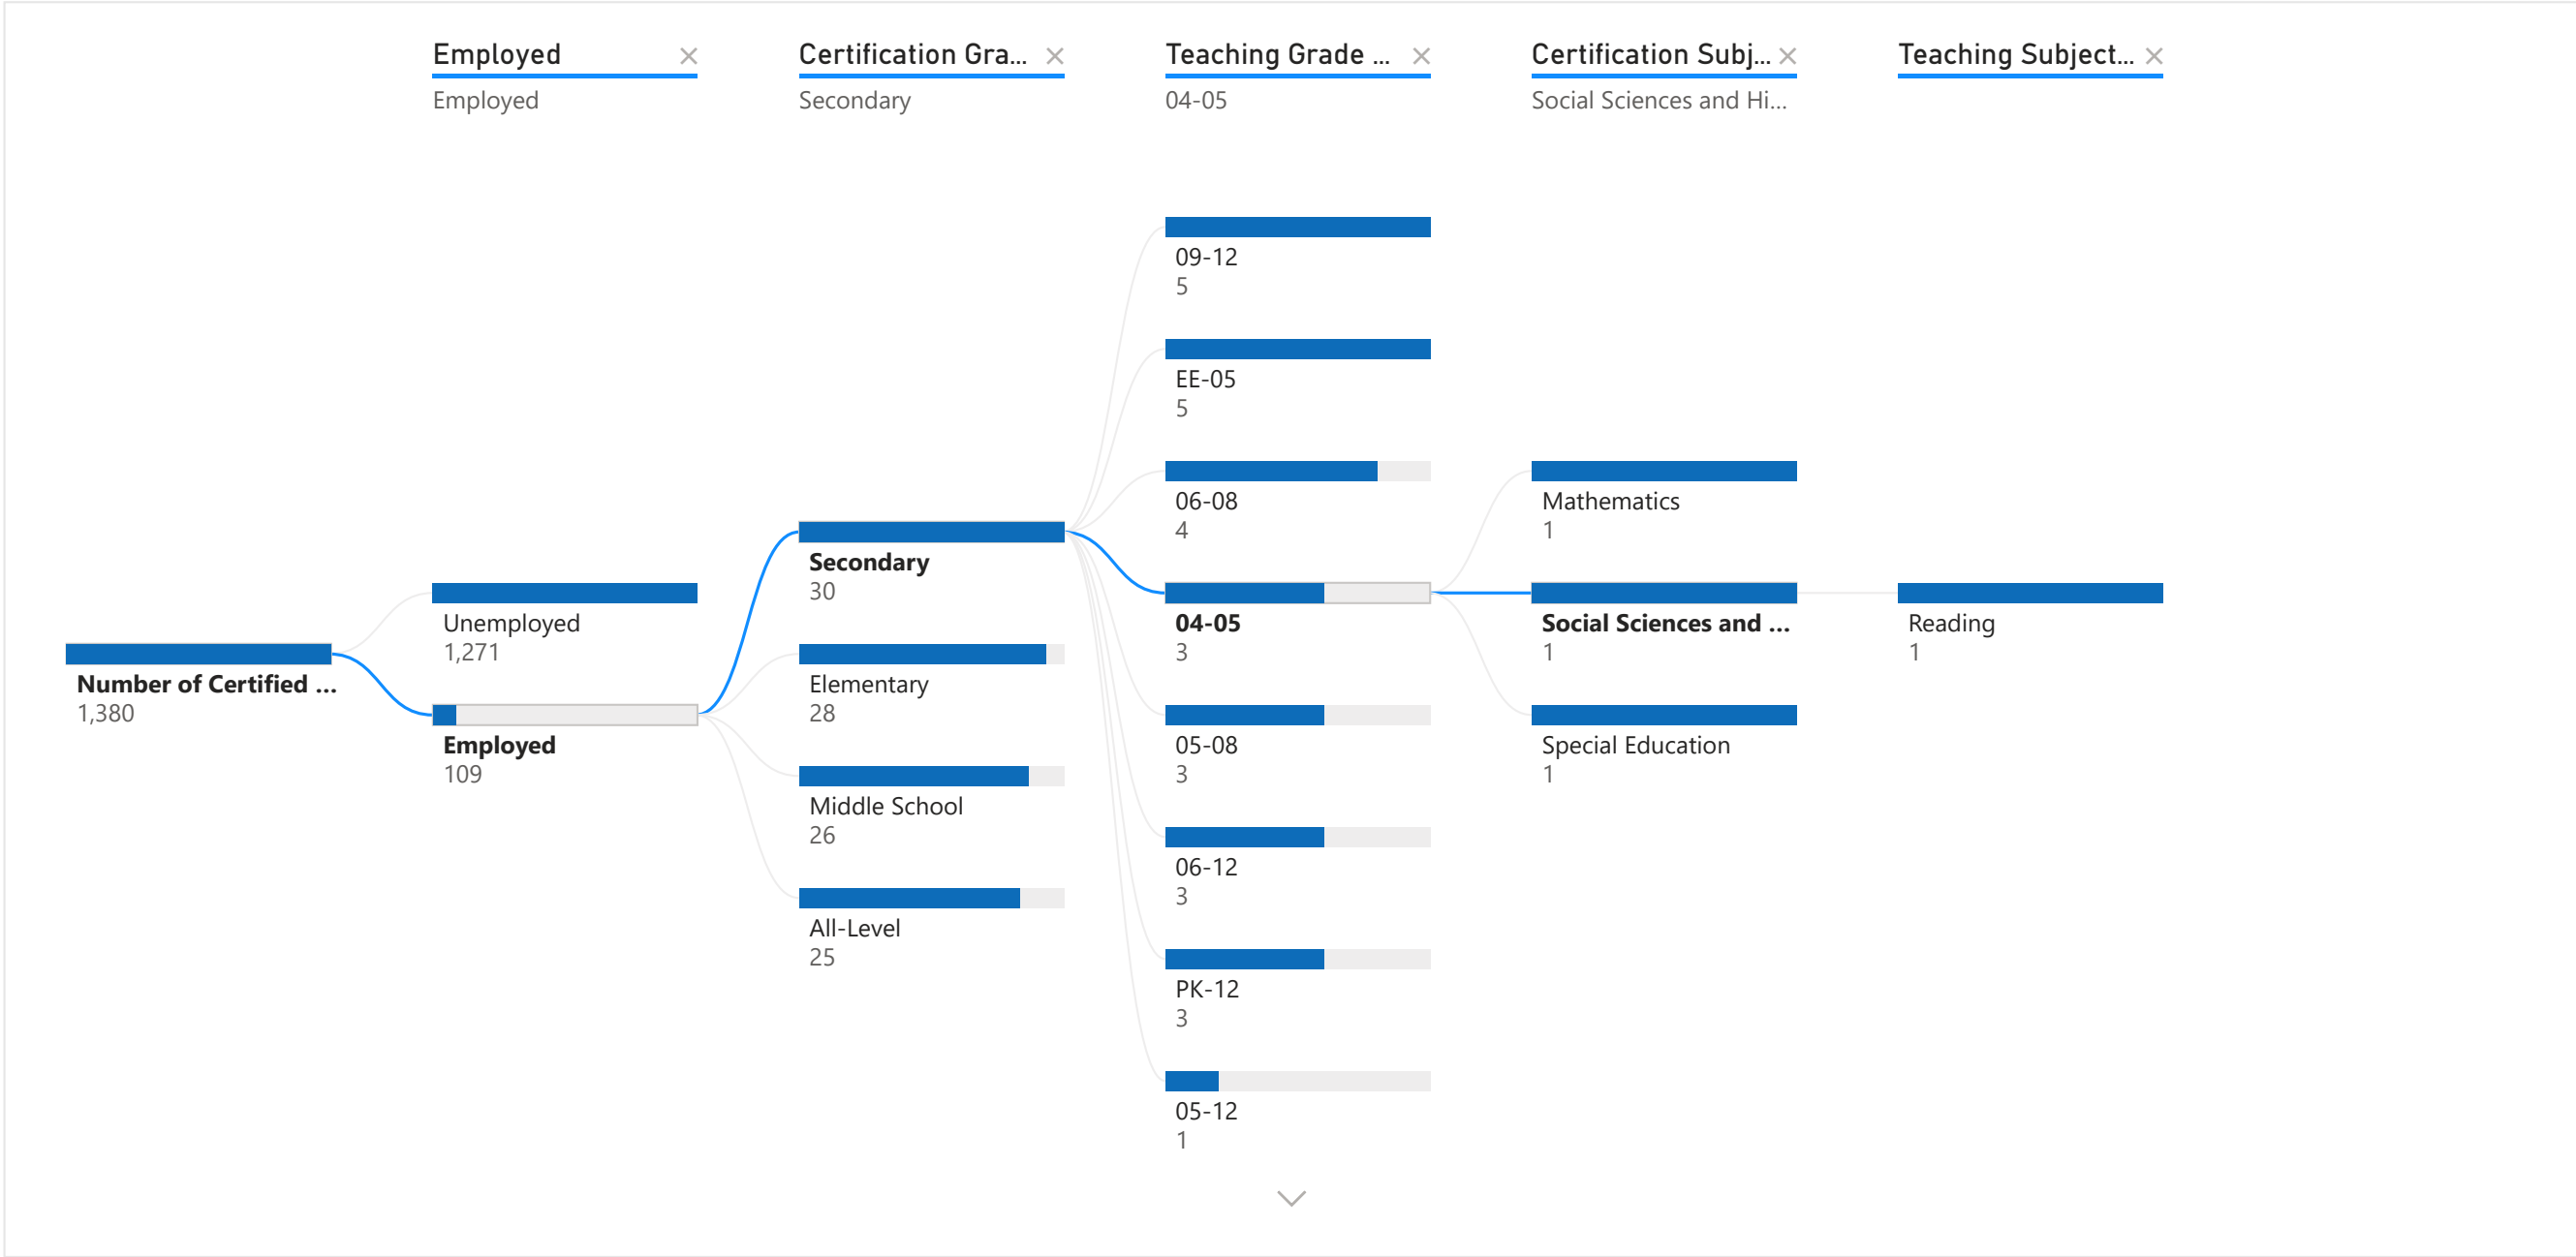 Employed
Certification Gra...
Teaching Grade ...
Certification Subj...
Teaching Subject...
Employed
Secondary
04-05
Social Sciences and Hi...
Number of Certified ...
1,380
Unemployed
1,271
Employed
109
Secondary
30
Elementary
28
Middle School
26
All-Level
25
09-12
5
EE-05
5
06-08
4
04-05
3
05-08
3
06-12
3
PK-12
3
05-12
1
Mathematics
1
Social Sciences and ...
1
Special Education
1
Reading
1